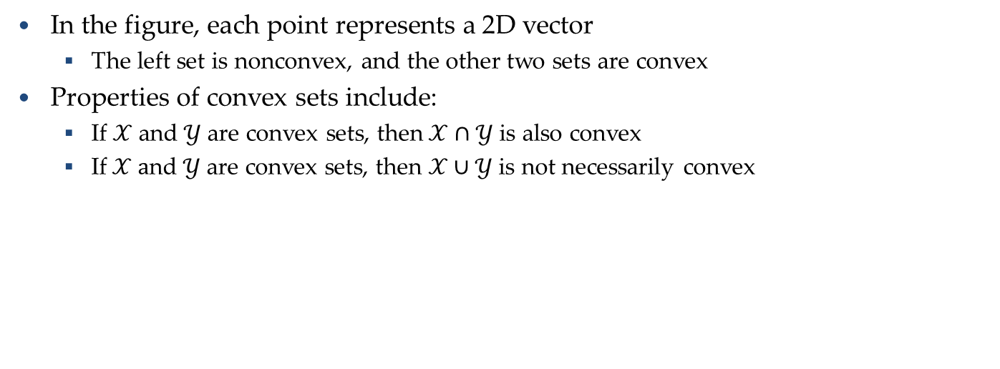 • In the figure, each point represents a 2D vector
▪ The left set is nonconvex, and the other two sets are convex
• Properties of convex sets include:
▪ If 𝒳 and 𝒴 are convex sets, then 𝒳 ∩ 𝒴 is also convex
▪ If 𝒳 and 𝒴 are convex sets, then 𝒳 ∪ 𝒴 is not necessarily convex